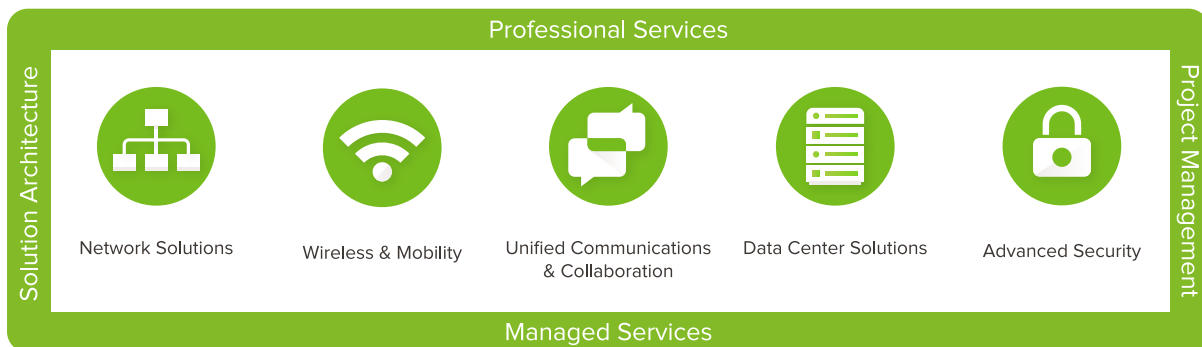 Professional Services
Solution Architecture
Project Management
Network Solutions
Wireless & Mobility
Unified Communications
& Collaboration
Data Center Solutions
Advanced Security
Managed Services